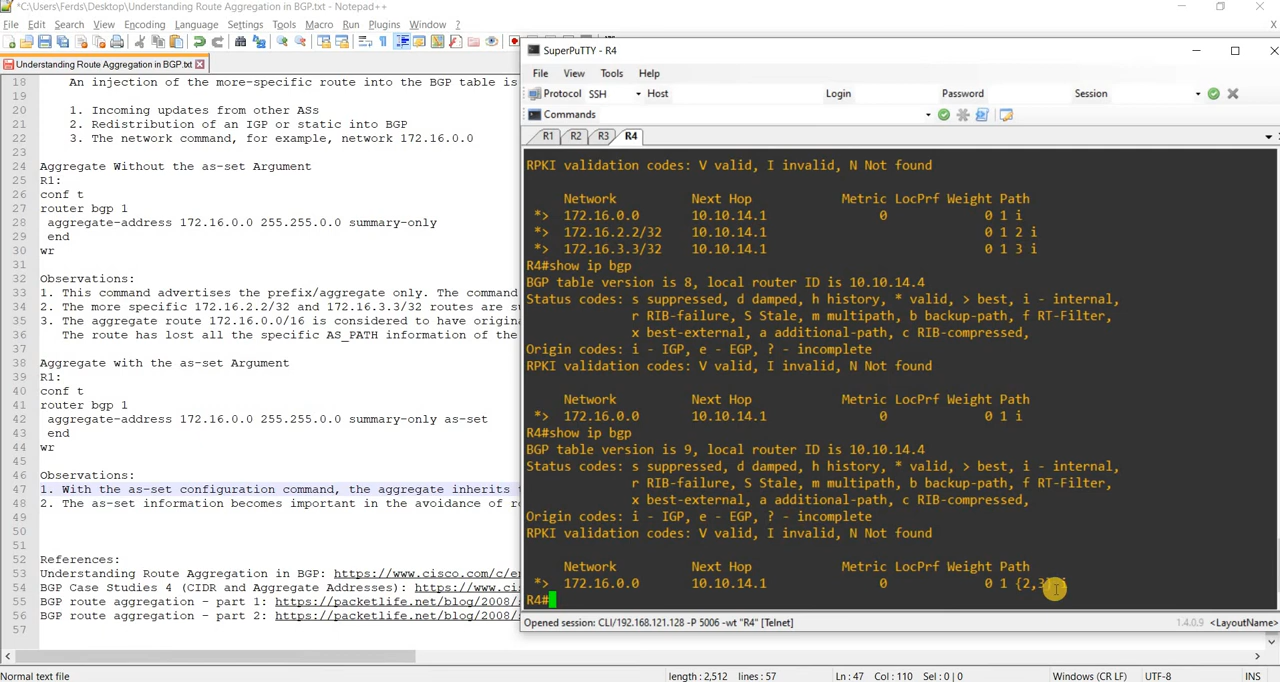 *C:\Users\Ferds\Desktop\Understanding Route Aggregation in BGP.txt - Notepad++
File Edit Search View Encoding Language Settings Tools Macro Run Plugins Window ?
X
Understanding Route Aggregation in BGP.txt
18 An injection of the more-specific route into the BGP table is
19
20 1. Incoming updates from other ASs
21 2. Redistribution of an IGP or static into BGP
22 3. The network command, for example, network 172.16.0.0
23
24 Aggregate Without the as-set Argument
25 R1:
26 conf t
27 router bgp 1
28 aggregate-address 172.16.0.0 255.255.0.0 summary-only
29 end
30 wr
31
32 Observations:
33 1. This command advertises the prefix/aggregate only. The command
34 2. The more specific 172.16.2.2/32 and 172.16.3.3/32 routes are
35 3. The aggregate route 172.16.0.0/16 is considered to have
36 The route has lost all the specific AS_PATH information of the
37
38 Aggregate with the as-set Argument
39 R1:
40 conf t
41 router bgp 1
42 aggregate-address 172.16.0.0 255.255.0.0 summary-only as-set
43 end
44 wr
45
46 Observations:
47 1. With the as-set configuration command, the aggregate inherits
48 2. The as-set information becomes important in the avoidance of
49
50
51
52 References:
53 Understanding Route Aggregation in BGP: https://www.cisco.com/c/e
54 BGP Case Studies 4 (CIDR and Aggregate Addresses): https://www.ci
55 BGP route aggregation - part 1: https://packetlife.net/blog/2008/
56 BGP route aggregation - part 2: https://packetlife.net/blog/2008/
57
Normal text file
length : 2,512 lines : 57
Ln : 47 Col : 110 Sel : 0 | 0
Windows (CR LF)
UTF-8
INS
SuperPuTTY - R4
File View Tools Help
Protocol SSH Host Login Password Session
Commands
R1 R2 R3 R4
RPKI validation codes: V valid, I invalid, N Not found
Network Next Hop Metric LocPrf Weight Path
*> 172.16.0.0 10.10.14.1 0 0 1 i
*> 172.16.2.2/32 10.10.14.1 0 1 2 i
*> 172.16.3.3/32 10.10.14.1 0 1 3 i
R4#show ip bgp
BGP table version is 8, local router ID is 10.10.14.4
Status codes: s suppressed, d damped, h history, * valid, > best, i - internal,
r RIB-failure, S Stale, m multipath, b backup-path, f RT-Filter,
x best-external, a additional-path, c RIB-compressed,
Origin codes: i - IGP, e - EGP, ? - incomplete
RPKI validation codes: V valid, I invalid, N Not found
Network Next Hop Metric LocPrf Weight Path
*> 172.16.0.0 10.10.14.1 0 0 1 i
R4#show ip bgp
BGP table version is 9, local router ID is 10.10.14.4
Status codes: s suppressed, d damped, h history, * valid, > best, i - internal,
r RIB-failure, S Stale, m multipath, b backup-path, f RT-Filter,
x best-external, a additional-path, c RIB-compressed,
Origin codes: i - IGP, e - EGP, ? - incomplete
RPKI validation codes: V valid, I invalid, N Not found
Network Next Hop Metric LocPrf Weight Path
*> 172.16.0.0 10.10.14.1 0 0 1 {2,3} i
R4#
Opened session: CLI/192.168.121.128 -P 5006 -wt "R4" [Telnet]
1.4.0.9 <LayoutName>